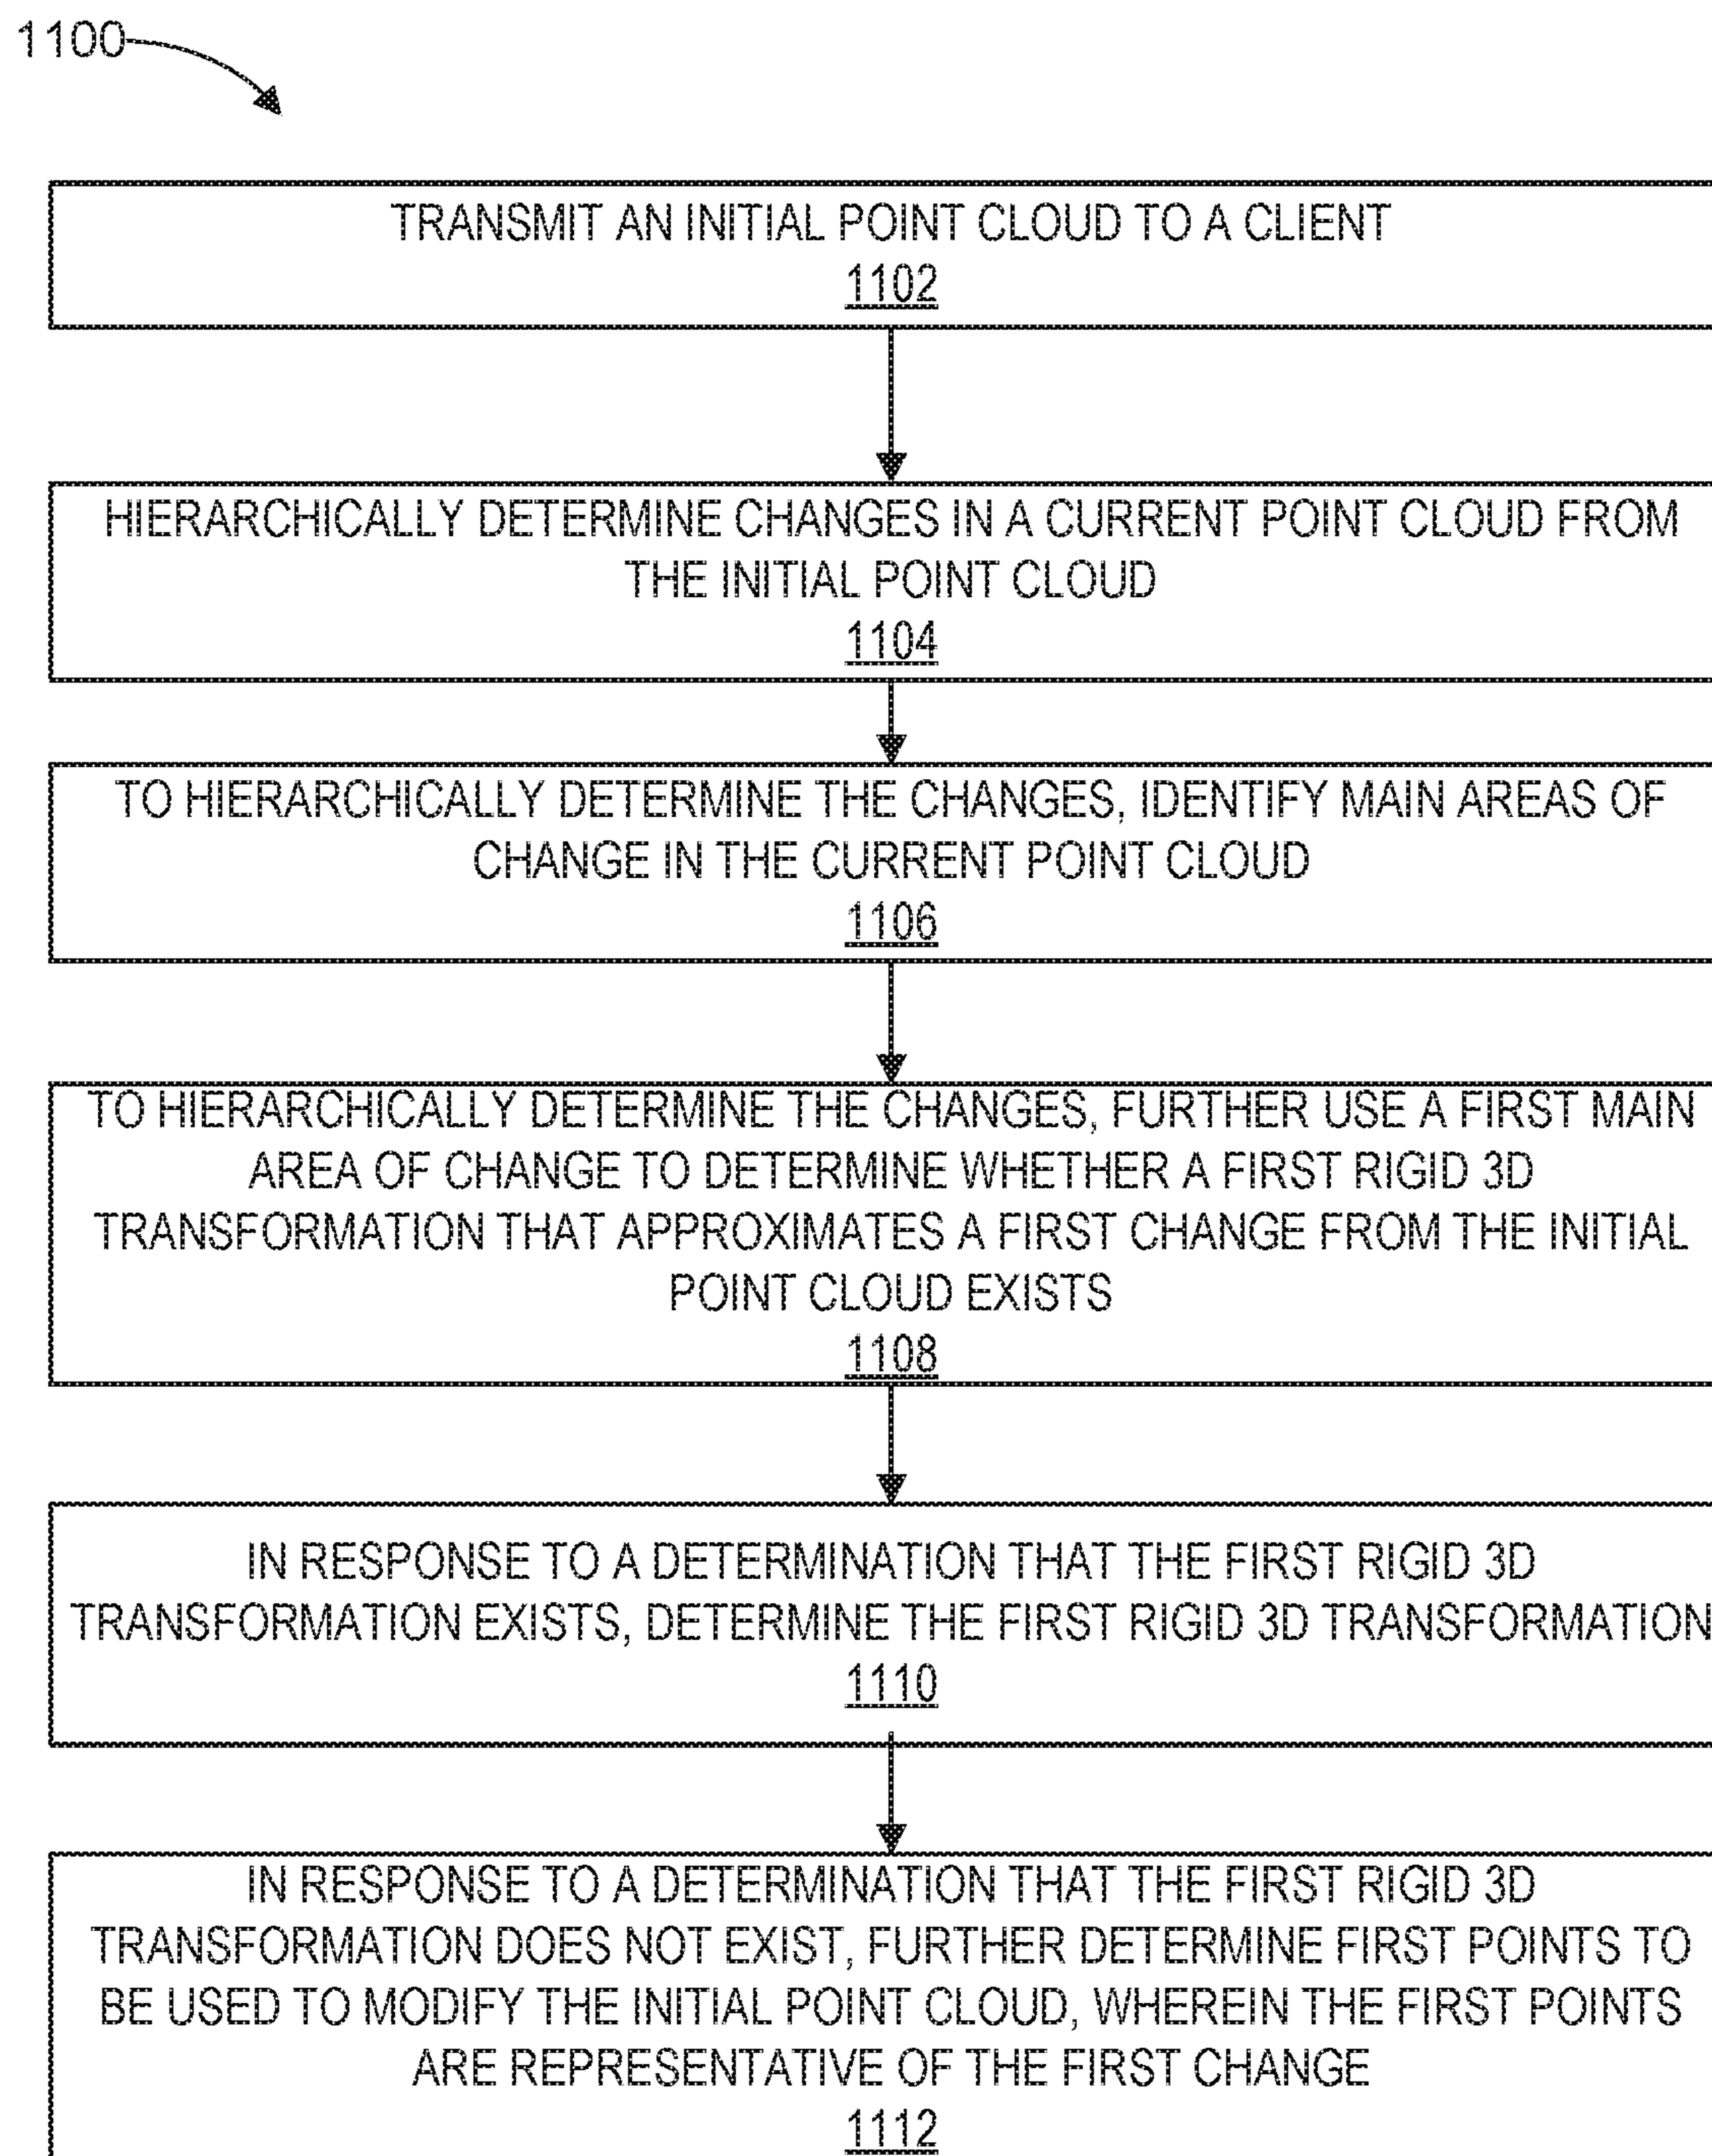 1100
TRANSMIT AN INITIAL POINT CLOUD TO A CLIENT
1102
HIERARCHICALLY DETERMINE CHANGES IN A CURRENT POINT CLOUD FROM
THE INITIAL POINT CLOUD
1104
TO HIERARCHICALLY DETERMINE THE CHANGES, IDENTIFY MAIN AREAS OF
CHANGE IN THE CURRENT POINT CLOUD
1106
TO HIERARCHICALLY DETERMINE THE CHANGES, FURTHER USE A FIRST MAIN
AREA OF CHANGE TO DETERMINE WHETHER A FIRST RIGID 3D
TRANSFORMATION THAT APPROXIMATES A FIRST CHANGE FROM THE INITIAL
POINT CLOUD EXISTS
1108
IN RESPONSE TO A DETERMINATION THAT THE FIRST RIGID 3D
TRANSFORMATION EXISTS, DETERMINE THE FIRST RIGID 3D TRANSFORMATION
1110
IN RESPONSE TO A DETERMINATION THAT THE FIRST RIGID 3D
TRANSFORMATION DOES NOT EXIST, FURTHER DETERMINE FIRST POINTS TO
BE USED TO MODIFY THE INITIAL POINT CLOUD, WHEREIN THE FIRST POINTS
ARE REPRESENTATIVE OF THE FIRST CHANGE
1112